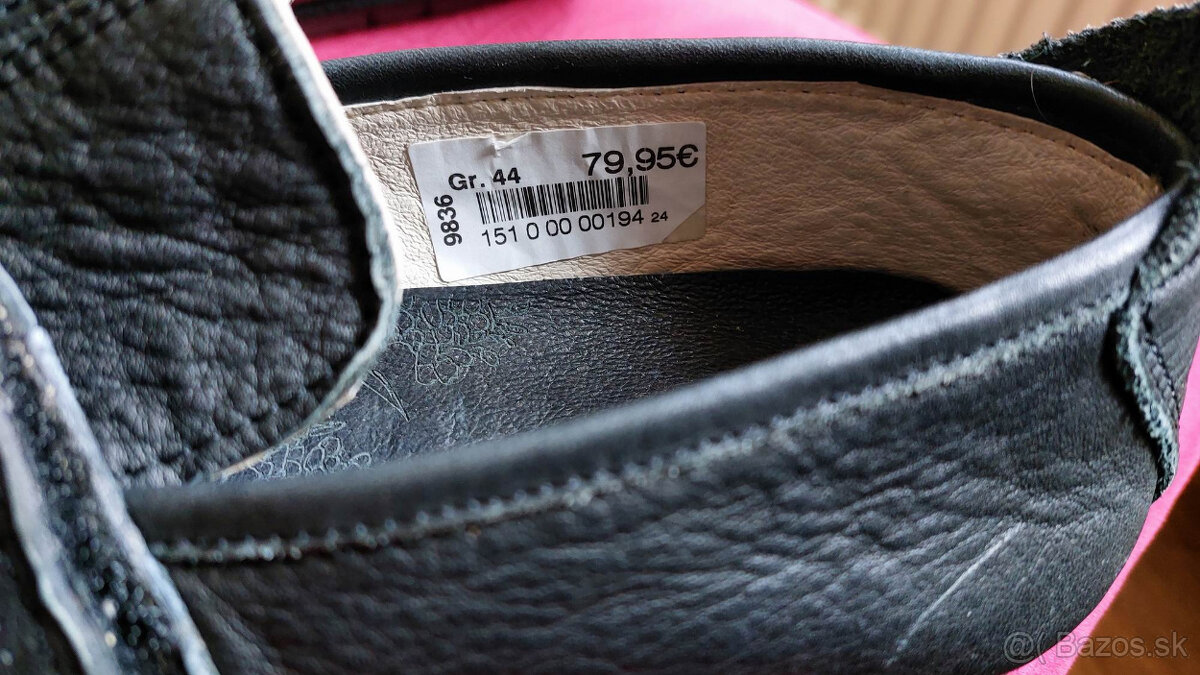 Gr. 44 79,95€
9836
151 0 00 00194 24
@( Bazos.sk